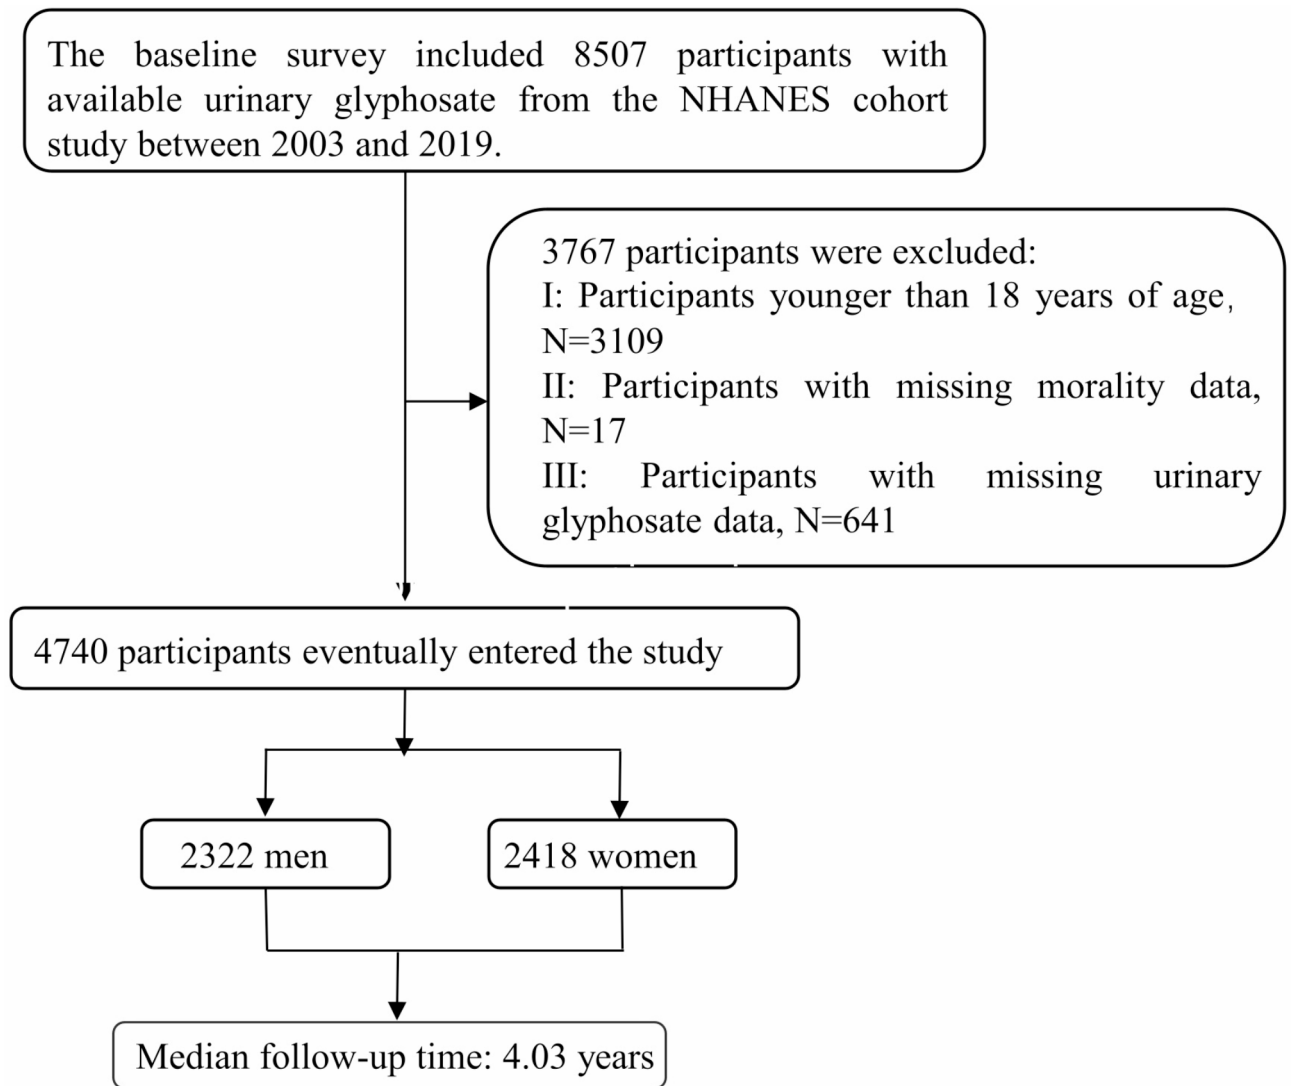 The baseline survey included 8507 participants with
available urinary glyphosate from the NHANES cohort
study between 2003 and 2019.
3767 participants were excluded:
I: Participants younger than 18 years of age,
N=3109
II: Participants with missing morality data,
N=17
III: Participants with missing urinary
glyphosate data, N=641
4740 participants eventually entered the study
2322 men
2418 women
Median follow-up time: 4.03 years